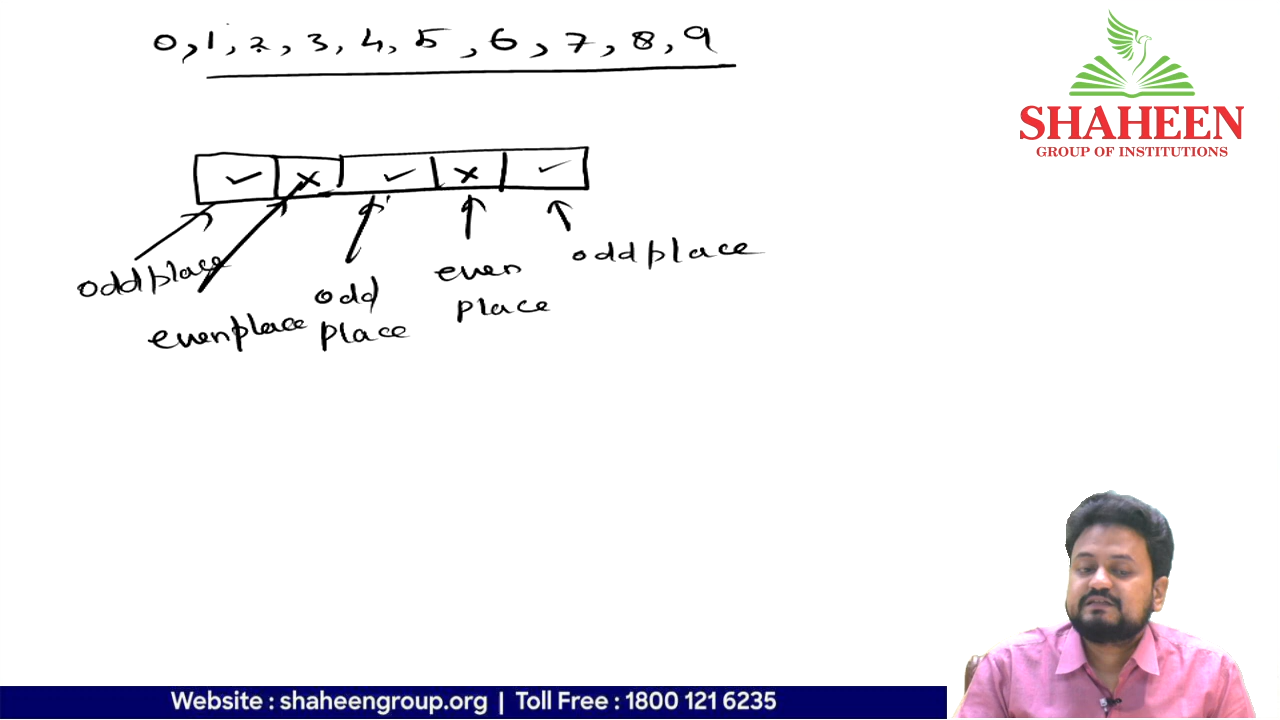 0, 1, 2, 3, 4, 5, 6, 7, 8, 9
SHAHEEN
GROUP OF INSTITUTIONS
odd place
even place
odd
place
even
place
odd place
Website : shaheengroup.org | Toll Free : 1800 121 6235